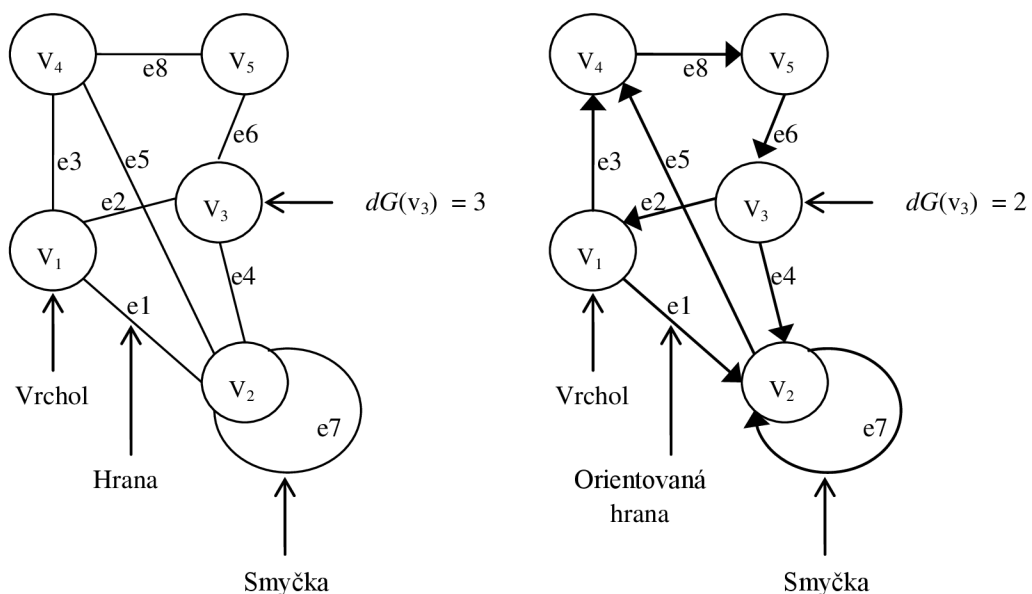 V4
e8
V5
e3
e5
e6
e2
V3
dG(v3) = 3
V1
e4
e1
Vrchol
V2
e7
Hrana
Smyčka
V4
e8
V5
e3
e5
e6
e2
V3
dG(v3) = 2
V1
e4
e1
Vrchol
V2
e7
Orientovaná
hrana
Smyčka